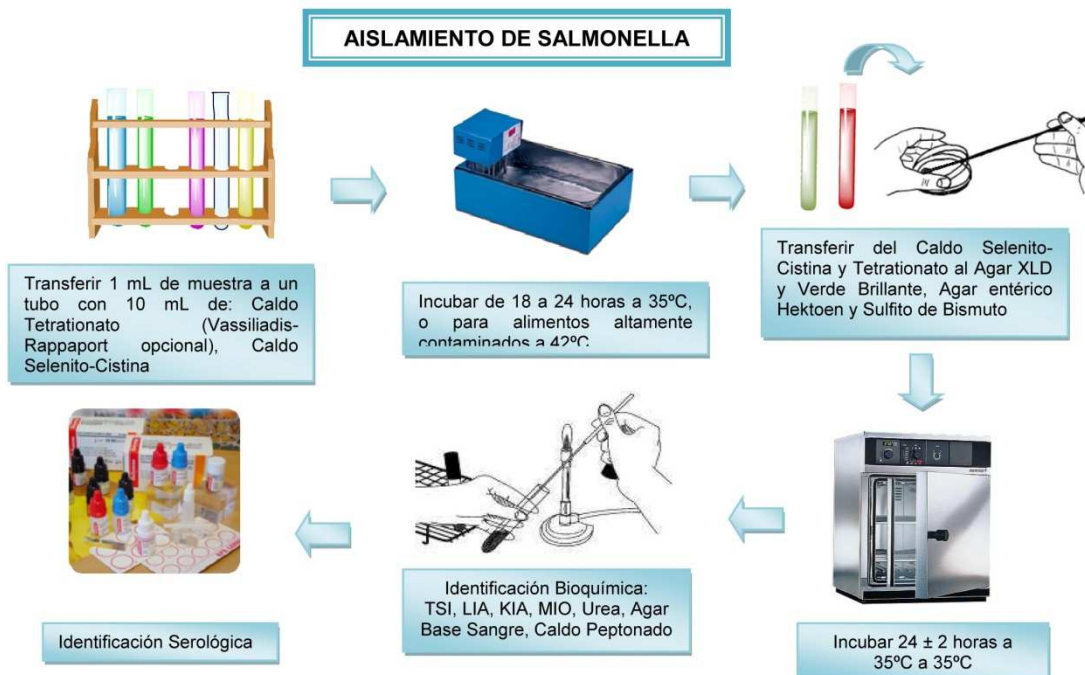 AISLAMIENTO DE SALMONELLA
Transferir 1 mL de muestra a un
tubo con 10 mL de: Caldo
Tetrationato (Vassiliadis-
Rappaport opcional), Caldo
Selenito-Cistina
Incubar de 18 a 24 horas a 35ºC,
o para alimentos altamente
contaminados a 42ºC
Transferir del Caldo Selenito-
Cistina y Tetrationato al Agar XLD
y Verde Brillante, Agar entérico
Hektoen y Sulfito de Bismuto
Incubar 24 ± 2 horas a
35ºC a 35ºC
Identificación Bioquímica:
TSI, LIA, KIA, MIO, Urea, Agar
Base Sangre, Caldo Peptonado
Identificación Serológica